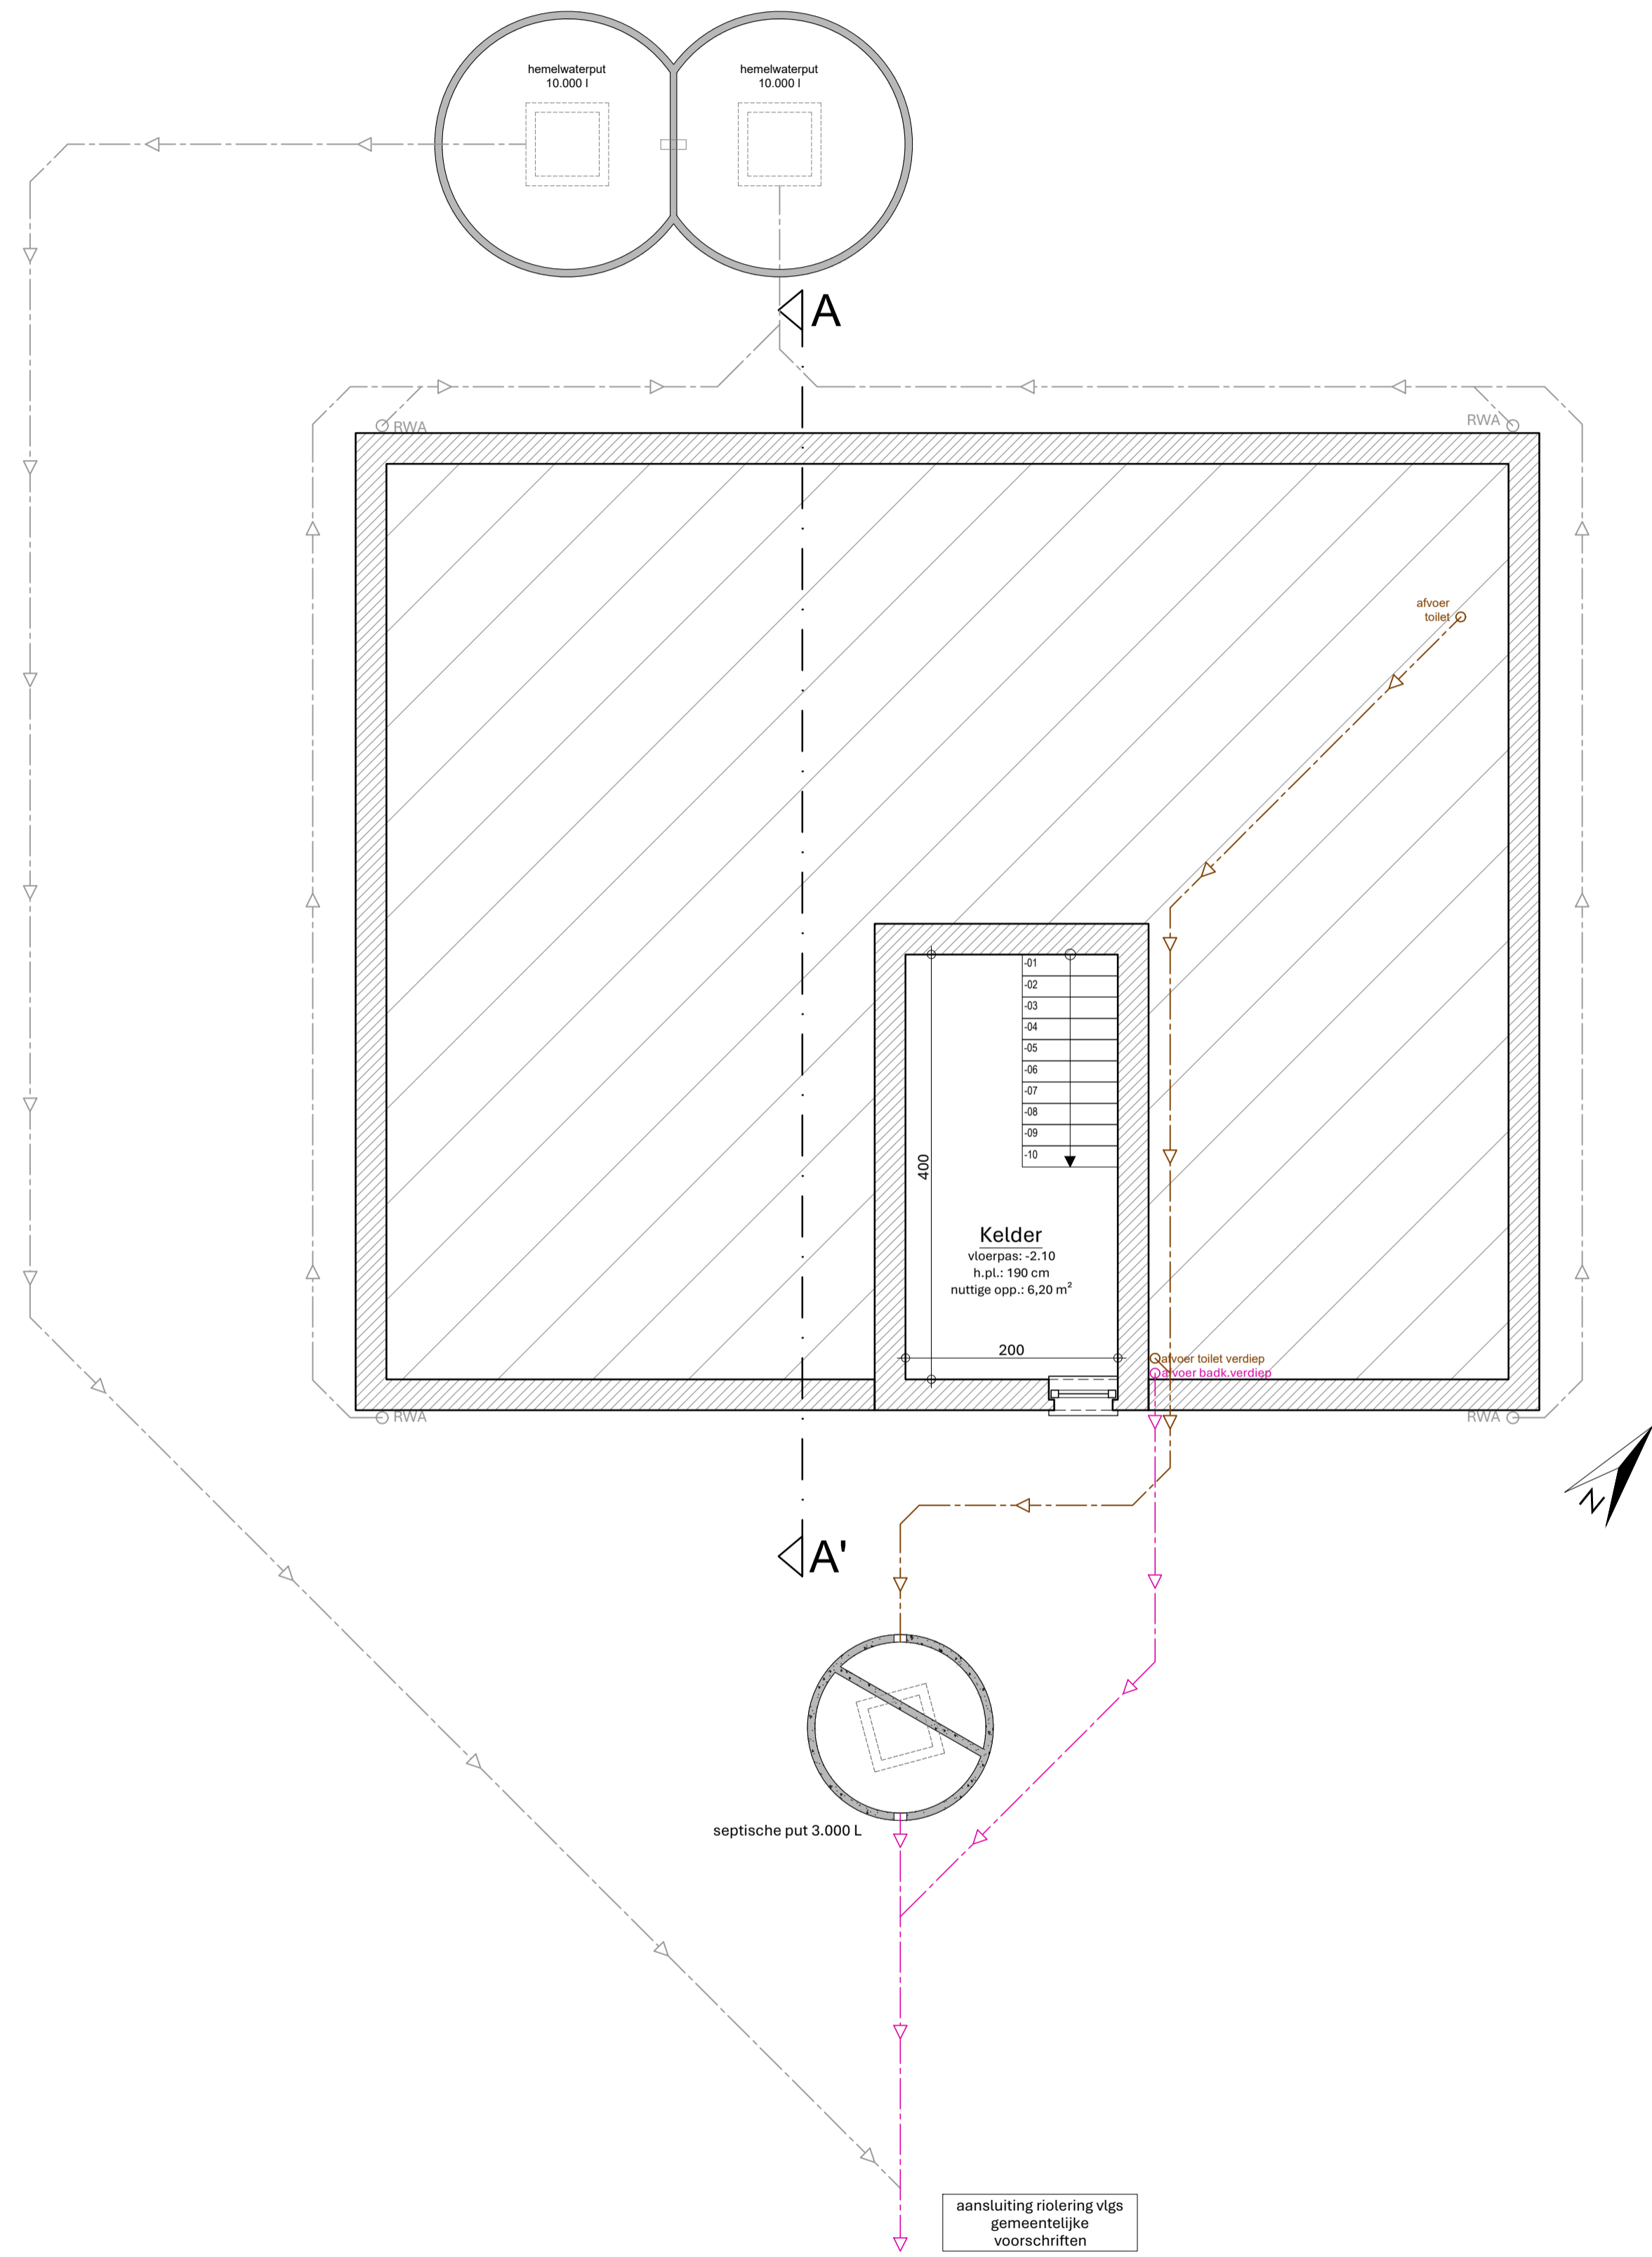 hemelwaterput
10.000 l
hemelwaterput
10.000 l
A
RWA
RWA
afvoer
toilet
-01
-02
-03
-04
-05
-06
-07
-08
-09
-10
400
Kelder
vloerpas: -2.10
h.pl.: 190 cm
nuttige opp.: 6,20 m²
200
afvoer toilet verdiep
afvoer badk.verdiep
RWA
RWA
N
A'
septische put 3.000 L
aansluiting riolering vlgs
gemeentelijke
voorschriften